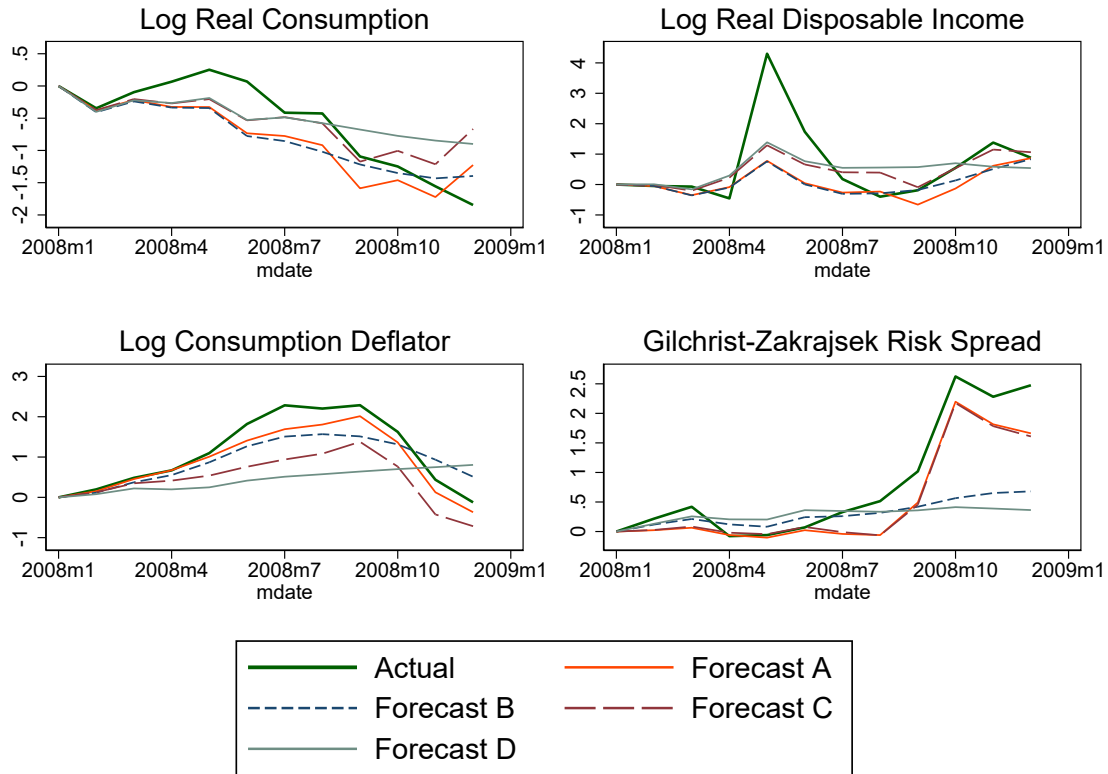 Log Real Consumption
.5
0
-.5
-1
-1.5
-2
2008m1 2008m4 2008m7 2008m10 2009m1
mdate
Log Real Disposable Income
4
3
2
1
0
-1
2008m1 2008m4 2008m7 2008m10 2009m1
mdate
Log Consumption Deflator
3
2
1
0
-1
2008m1 2008m4 2008m7 2008m10 2009m1
mdate
Gilchrist-Zakrajsek Risk Spread
2.5
2
1.5
1
.5
0
2008m1 2008m4 2008m7 2008m10 2009m1
mdate
Actual Forecast A
Forecast B Forecast C
Forecast D